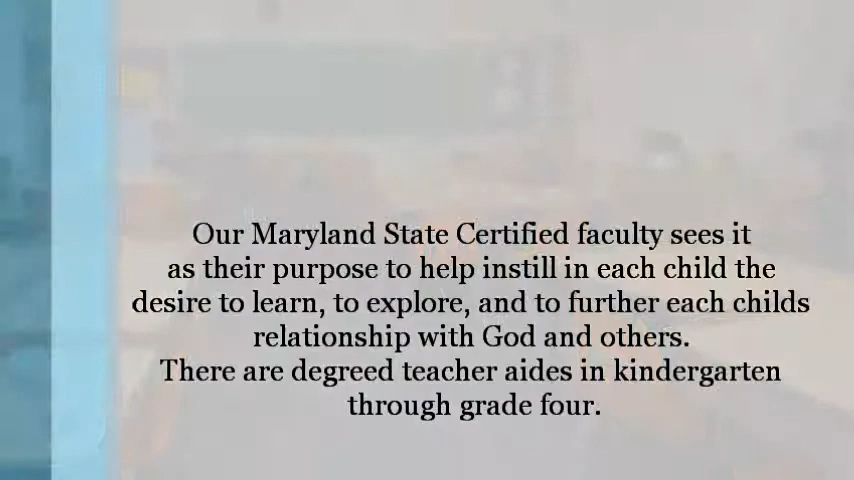 Our Maryland State Certified faculty sees it
as their purpose to help instill in each child the
desire to learn, to explore, and to further each childs
relationship with God and others.
There are degreed teacher aides in kindergarten
through grade four.